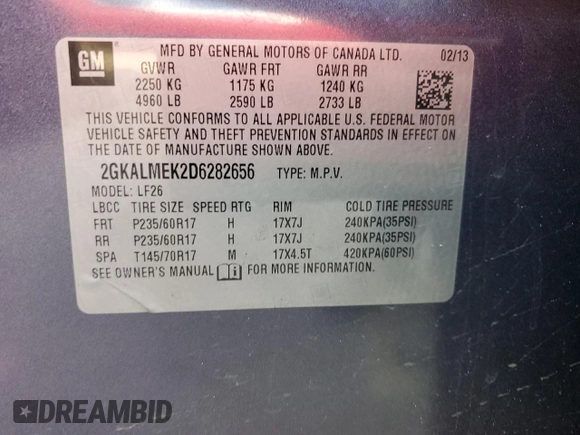 GM
MFD BY GENERAL MOTORS OF CANADA LTD. 02/13
GVWR GAWR FRT GAWR RR
2250 KG 1175 KG 1240 KG
4960 LB 2590 LB 2733 LB
THIS VEHICLE CONFORMS TO ALL APPLICABLE U.S. FEDERAL MOTOR
VEHICLE SAFETY AND THEFT PREVENTION STANDARDS IN EFFECT ON
THE DATE OF MANUFACTURE SHOWN ABOVE.
2GKALMEK2D6282656 TYPE: M.P.V.
MODEL: LF26
LBCC TIRE SIZE SPEED RTG RIM COLD TIRE PRESSURE
FRT P235/60R17 H 17X7J 240KPA(35PSI)
RR P235/60R17 H 17X7J 240KPA(35PSI)
SPA T145/70R17 M 17X4.5T 420KPA(60PSI)
SEE OWNER'S MANUAL FOR MORE INFORMATION.
DREAMBID